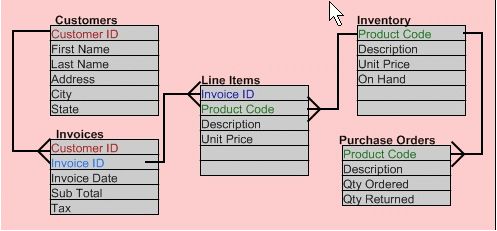 Customers
Customer ID
First Name
Last Name
Address
City
State
Invoices
Customer ID
Invoice ID
Invoice Date
Sub Total
Tax
Line Items
Invoice ID
Product Code
Description
Unit Price
Inventory
Product Code
Description
Unit Price
On Hand
Purchase Orders
Product Code
Description
Qty Ordered
Qty Returned